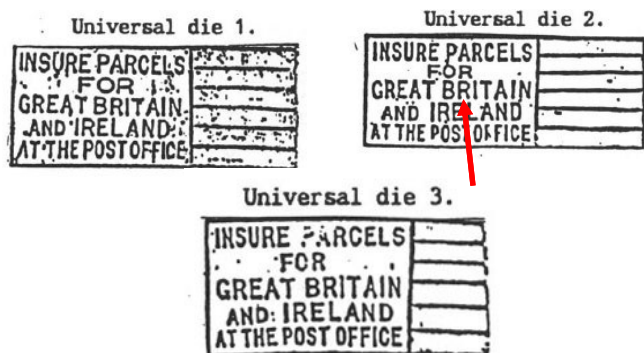 Universal die 1.
INSURE PARCELS
FOR
GREAT BRITAIN
AND IRELAND
AT THE POST OFFICE
Universal die 2.
INSURE PARCELS
FOR
GREAT BRITAIN
AND IRELAND
AT THE POST OFFICE
Universal die 3.
INSURE PARCELS
FOR
GREAT BRITAIN
AND: IRELAND
AT THE POST OFFICE